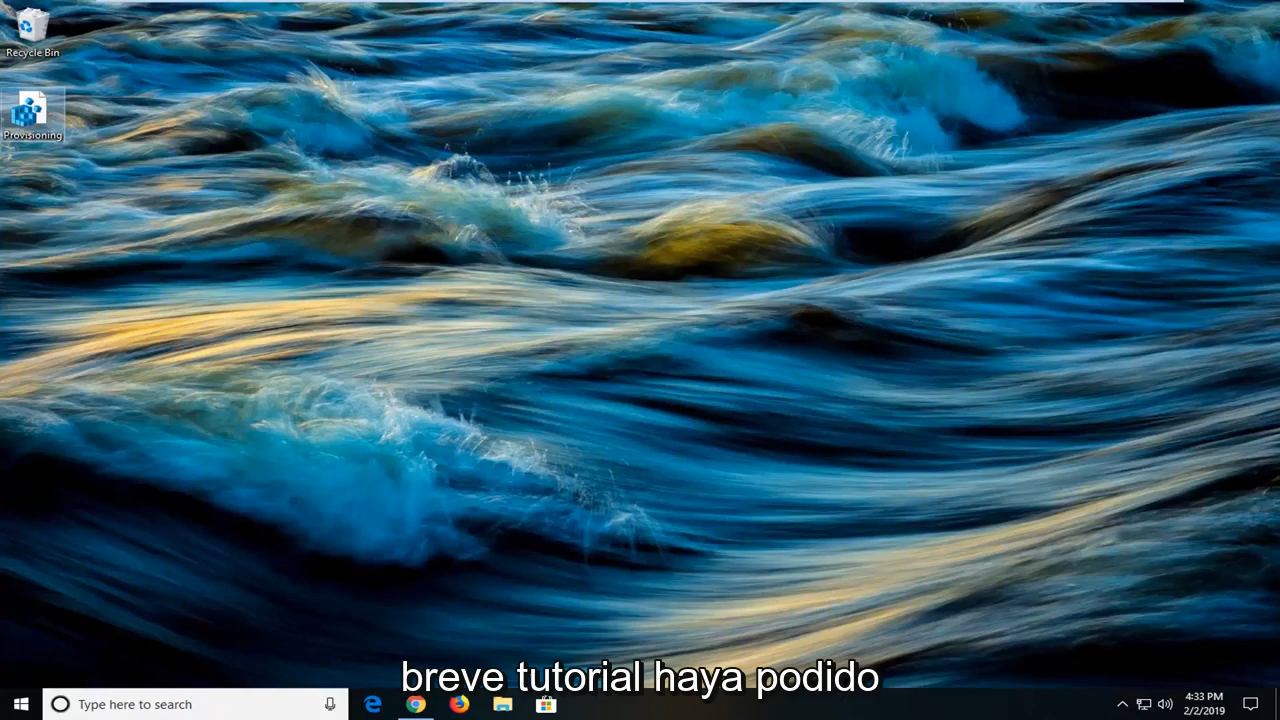 Recycle Bin
Provisioning
breve tutorial haya podido
Type here to search
4:33 PM
2/2/2019